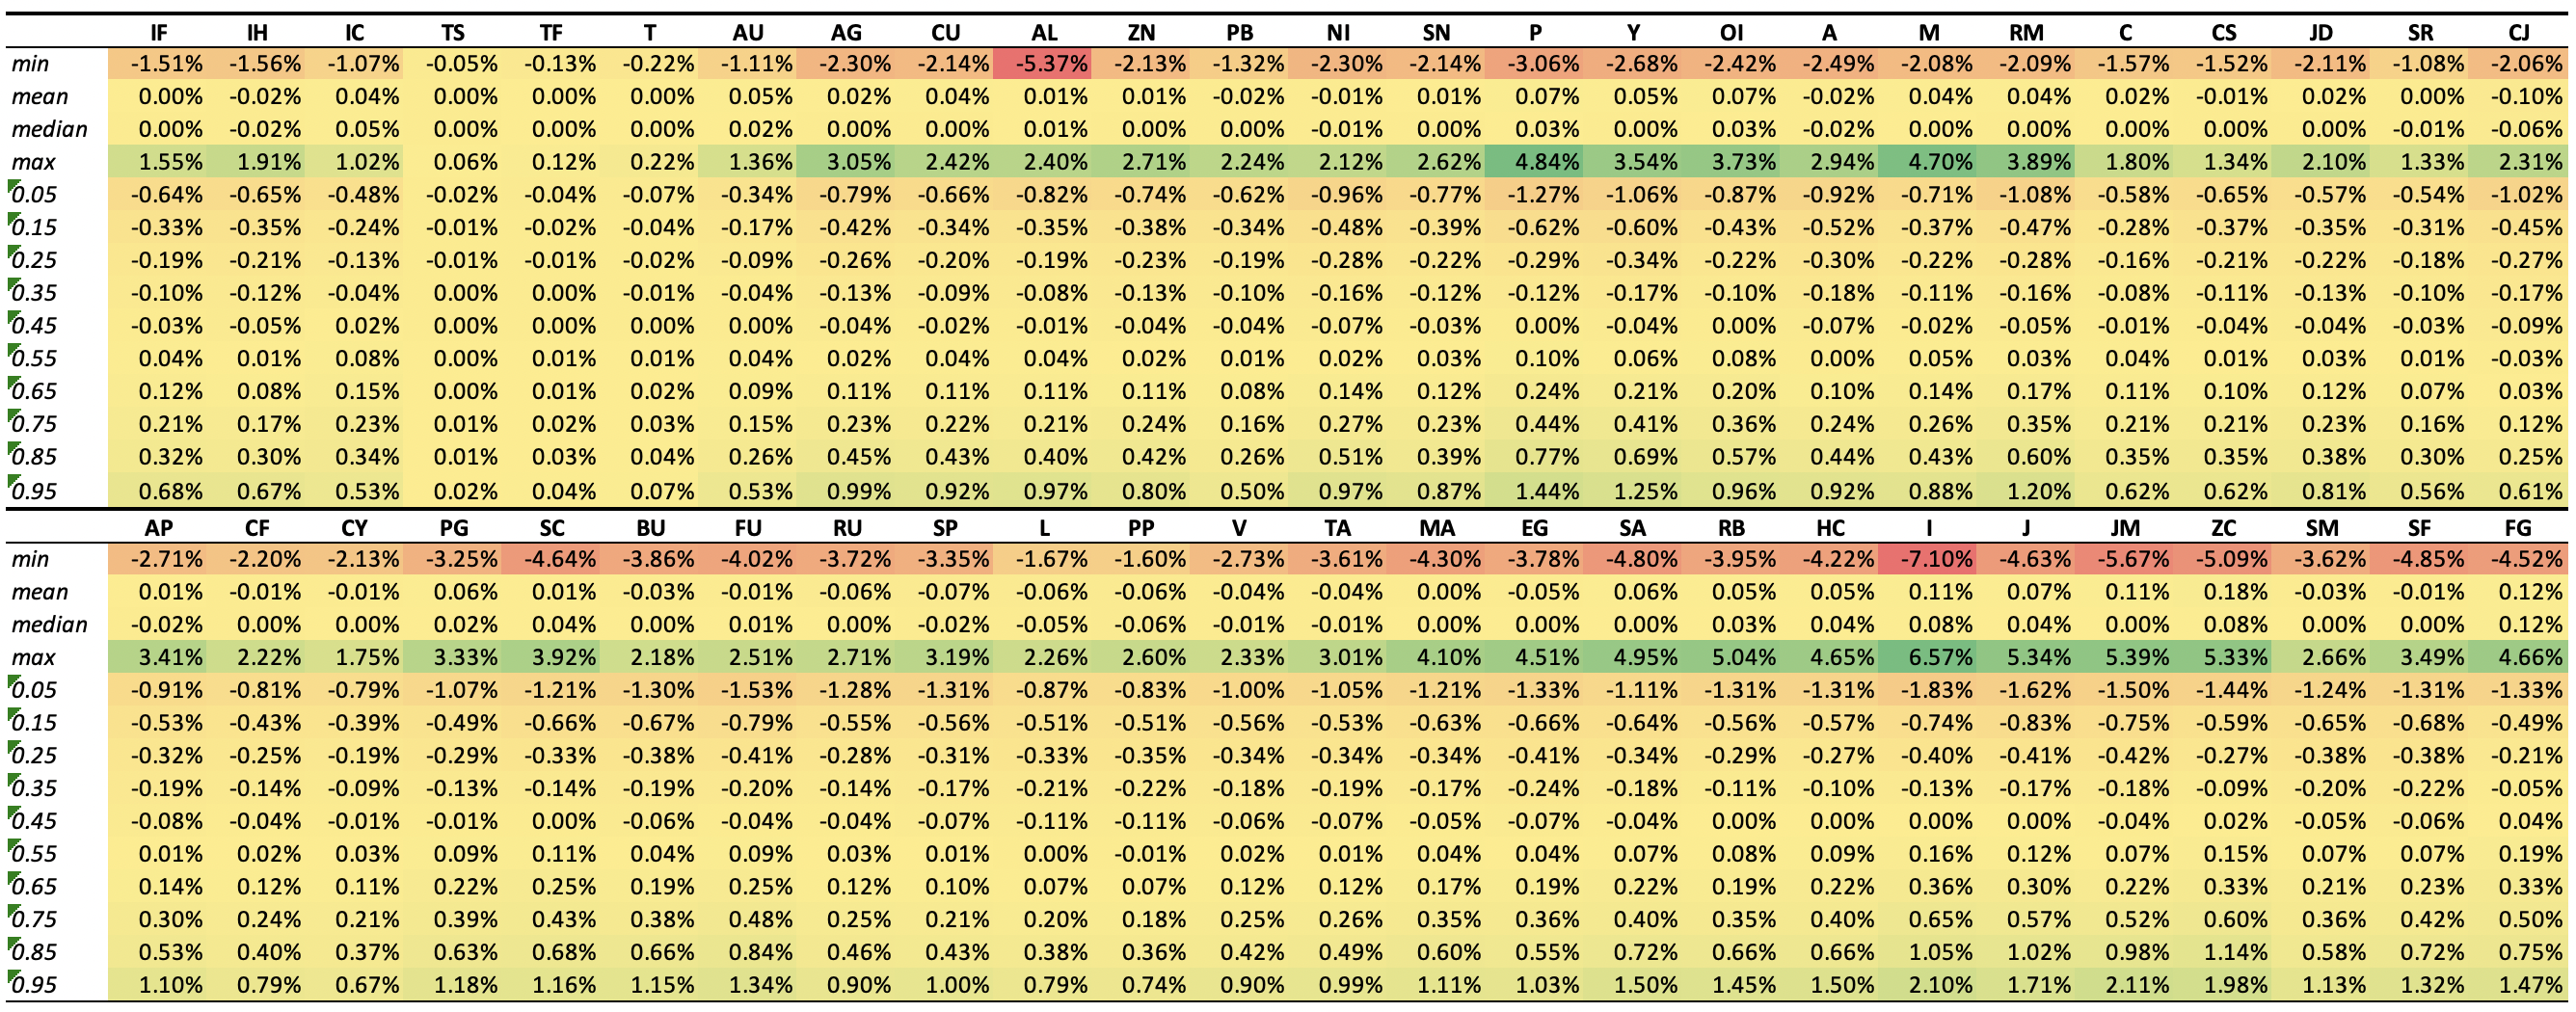 IF IH IC TS TF T AU AG CU AL ZN PB NI SN P Y OI A M RM C CS JD SR CJ
min -1.51% -1.56% -1.07% -0.05% -0.13% -0.22% -1.11% -2.30% -2.14% -5.37% -2.13% -1.32% -2.30% -2.14% -3.06% -2.68% -2.42% -2.49% -2.08% -2.09% -1.57% -1.52% -2.11% -1.08% -2.06%
mean 0.00% -0.02% 0.04% 0.00% 0.00% 0.00% 0.05% 0.02% 0.04% 0.01% 0.01% -0.02% -0.01% 0.01% 0.07% 0.05% 0.07% -0.02% 0.04% 0.04% 0.02% -0.01% 0.02% 0.00% -0.10%
median 0.00% -0.02% 0.05% 0.00% 0.00% 0.00% 0.02% 0.00% 0.00% 0.01% 0.00% 0.00% -0.01% 0.00% 0.03% 0.00% 0.03% -0.02% 0.00% 0.00% 0.00% 0.00% 0.00% -0.01% -0.06%
max 1.55% 1.91% 1.02% 0.06% 0.12% 0.22% 1.36% 3.05% 2.42% 2.40% 2.71% 2.24% 2.12% 2.62% 4.84% 3.54% 3.73% 2.94% 4.70% 3.89% 1.80% 1.34% 2.10% 1.33% 2.31%
0.05 -0.64% -0.65% -0.48% -0.02% -0.04% -0.07% -0.34% -0.79% -0.66% -0.82% -0.74% -0.62% -0.96% -0.77% -1.27% -1.06% -0.87% -0.92% -0.71% -1.08% -0.58% -0.65% -0.57% -0.54% -1.02%
0.15 -0.33% -0.35% -0.24% -0.01% -0.02% -0.04% -0.17% -0.42% -0.34% -0.35% -0.38% -0.34% -0.48% -0.39% -0.62% -0.60% -0.43% -0.52% -0.37% -0.47% -0.28% -0.37% -0.35% -0.31% -0.45%
0.25 -0.19% -0.21% -0.13% -0.01% -0.01% -0.02% -0.09% -0.26% -0.20% -0.19% -0.23% -0.19% -0.28% -0.22% -0.29% -0.34% -0.22% -0.30% -0.22% -0.28% -0.16% -0.21% -0.22% -0.18% -0.27%
0.35 -0.10% -0.12% -0.04% 0.00% 0.00% -0.01% -0.04% -0.13% -0.09% -0.08% -0.13% -0.10% -0.16% -0.12% -0.12% -0.17% -0.10% -0.18% -0.11% -0.16% -0.08% -0.11% -0.13% -0.10% -0.17%
0.45 -0.03% -0.05% 0.02% 0.00% 0.00% 0.00% 0.00% -0.04% -0.02% -0.01% -0.04% -0.04% -0.07% -0.03% 0.00% -0.04% 0.00% -0.07% -0.02% -0.05% -0.01% -0.04% -0.04% -0.03% -0.09%
0.55 0.04% 0.01% 0.08% 0.00% 0.01% 0.01% 0.04% 0.02% 0.04% 0.04% 0.02% 0.01% 0.02% 0.03% 0.10% 0.06% 0.08% 0.00% 0.05% 0.03% 0.04% 0.01% 0.03% 0.01% -0.03%
0.65 0.12% 0.08% 0.15% 0.00% 0.01% 0.02% 0.09% 0.11% 0.11% 0.11% 0.11% 0.08% 0.14% 0.12% 0.24% 0.21% 0.20% 0.10% 0.14% 0.17% 0.11% 0.10% 0.12% 0.07% 0.03%
0.75 0.21% 0.17% 0.23% 0.01% 0.02% 0.03% 0.15% 0.23% 0.22% 0.21% 0.24% 0.16% 0.27% 0.23% 0.44% 0.41% 0.36% 0.24% 0.26% 0.35% 0.21% 0.21% 0.23% 0.16% 0.12%
0.85 0.32% 0.30% 0.34% 0.01% 0.03% 0.04% 0.26% 0.45% 0.43% 0.40% 0.42% 0.26% 0.51% 0.39% 0.77% 0.69% 0.57% 0.44% 0.43% 0.60% 0.35% 0.35% 0.38% 0.30% 0.25%
0.95 0.68% 0.67% 0.53% 0.02% 0.04% 0.07% 0.53% 0.99% 0.92% 0.97% 0.80% 0.50% 0.97% 0.87% 1.44% 1.25% 0.96% 0.92% 0.88% 1.20% 0.62% 0.62% 0.81% 0.56% 0.61%
AP CF CY PG SC BU FU RU SP L PP V TA MA EG SA RB HC I J JM ZC SM SF FG
min -2.71% -2.20% -2.13% -3.25% -4.64% -3.86% -4.02% -3.72% -3.35% -1.67% -1.60% -2.73% -3.61% -4.30% -3.78% -4.80% -3.95% -4.22% -7.10% -4.63% -5.67% -5.09% -3.62% -4.85% -4.52%
mean 0.01% -0.01% -0.01% 0.06% 0.01% -0.03% -0.01% -0.06% -0.07% -0.06% -0.06% -0.04% -0.04% 0.00% -0.05% 0.06% 0.05% 0.05% 0.11% 0.07% 0.11% 0.18% -0.03% -0.01% 0.12%
median -0.02% 0.00% 0.00% 0.02% 0.04% 0.00% 0.01% 0.00% -0.02% -0.05% -0.06% -0.01% -0.01% 0.00% 0.00% 0.00% 0.03% 0.04% 0.08% 0.04% 0.00% 0.08% 0.00% 0.00% 0.12%
max 3.41% 2.22% 1.75% 3.33% 3.92% 2.18% 2.51% 2.71% 3.19% 2.26% 2.60% 2.33% 3.01% 4.10% 4.51% 4.95% 5.04% 4.65% 6.57% 5.34% 5.39% 5.33% 2.66% 3.49% 4.66%
0.05 -0.91% -0.81% -0.79% -1.07% -1.21% -1.30% -1.53% -1.28% -1.31% -0.87% -0.83% -1.00% -1.05% -1.21% -1.33% -1.11% -1.31% -1.31% -1.83% -1.62% -1.50% -1.44% -1.24% -1.31% -1.33%
0.15 -0.53% -0.43% -0.39% -0.49% -0.66% -0.67% -0.79% -0.55% -0.56% -0.51% -0.51% -0.56% -0.53% -0.63% -0.66% -0.64% -0.56% -0.57% -0.74% -0.83% -0.75% -0.59% -0.65% -0.68% -0.49%
0.25 -0.32% -0.25% -0.19% -0.29% -0.33% -0.38% -0.41% -0.28% -0.31% -0.33% -0.35% -0.34% -0.34% -0.34% -0.41% -0.34% -0.29% -0.27% -0.40% -0.41% -0.42% -0.27% -0.38% -0.38% -0.21%
0.35 -0.19% -0.14% -0.09% -0.13% -0.14% -0.19% -0.20% -0.14% -0.17% -0.21% -0.22% -0.18% -0.19% -0.17% -0.24% -0.18% -0.11% -0.10% -0.13% -0.17% -0.18% -0.09% -0.20% -0.22% -0.05%
0.45 -0.08% -0.04% -0.01% -0.01% 0.00% -0.06% -0.04% -0.04% -0.07% -0.11% -0.11% -0.06% -0.07% -0.05% -0.07% -0.04% 0.00% 0.00% 0.00% 0.00% -0.04% 0.02% -0.05% -0.06% 0.04%
0.55 0.01% 0.02% 0.03% 0.09% 0.11% 0.04% 0.09% 0.03% 0.01% 0.00% -0.01% 0.02% 0.01% 0.04% 0.04% 0.07% 0.08% 0.09% 0.16% 0.12% 0.07% 0.15% 0.07% 0.07% 0.19%
0.65 0.14% 0.12% 0.11% 0.22% 0.25% 0.19% 0.25% 0.12% 0.10% 0.07% 0.07% 0.12% 0.12% 0.17% 0.19% 0.22% 0.19% 0.22% 0.36% 0.30% 0.22% 0.33% 0.21% 0.23% 0.33%
0.75 0.30% 0.24% 0.21% 0.39% 0.43% 0.38% 0.48% 0.25% 0.21% 0.20% 0.18% 0.25% 0.26% 0.35% 0.36% 0.40% 0.35% 0.40% 0.65% 0.57% 0.52% 0.60% 0.36% 0.42% 0.50%
0.85 0.53% 0.40% 0.37% 0.63% 0.68% 0.66% 0.84% 0.46% 0.43% 0.38% 0.36% 0.42% 0.49% 0.60% 0.55% 0.72% 0.66% 0.66% 1.05% 1.02% 0.98% 1.14% 0.58% 0.72% 0.75%
0.95 1.10% 0.79% 0.67% 1.18% 1.16% 1.15% 1.34% 0.90% 1.00% 0.79% 0.74% 0.90% 0.99% 1.11% 1.03% 1.50% 1.45% 1.50% 2.10% 1.71% 2.11% 1.98% 1.13% 1.32% 1.47%